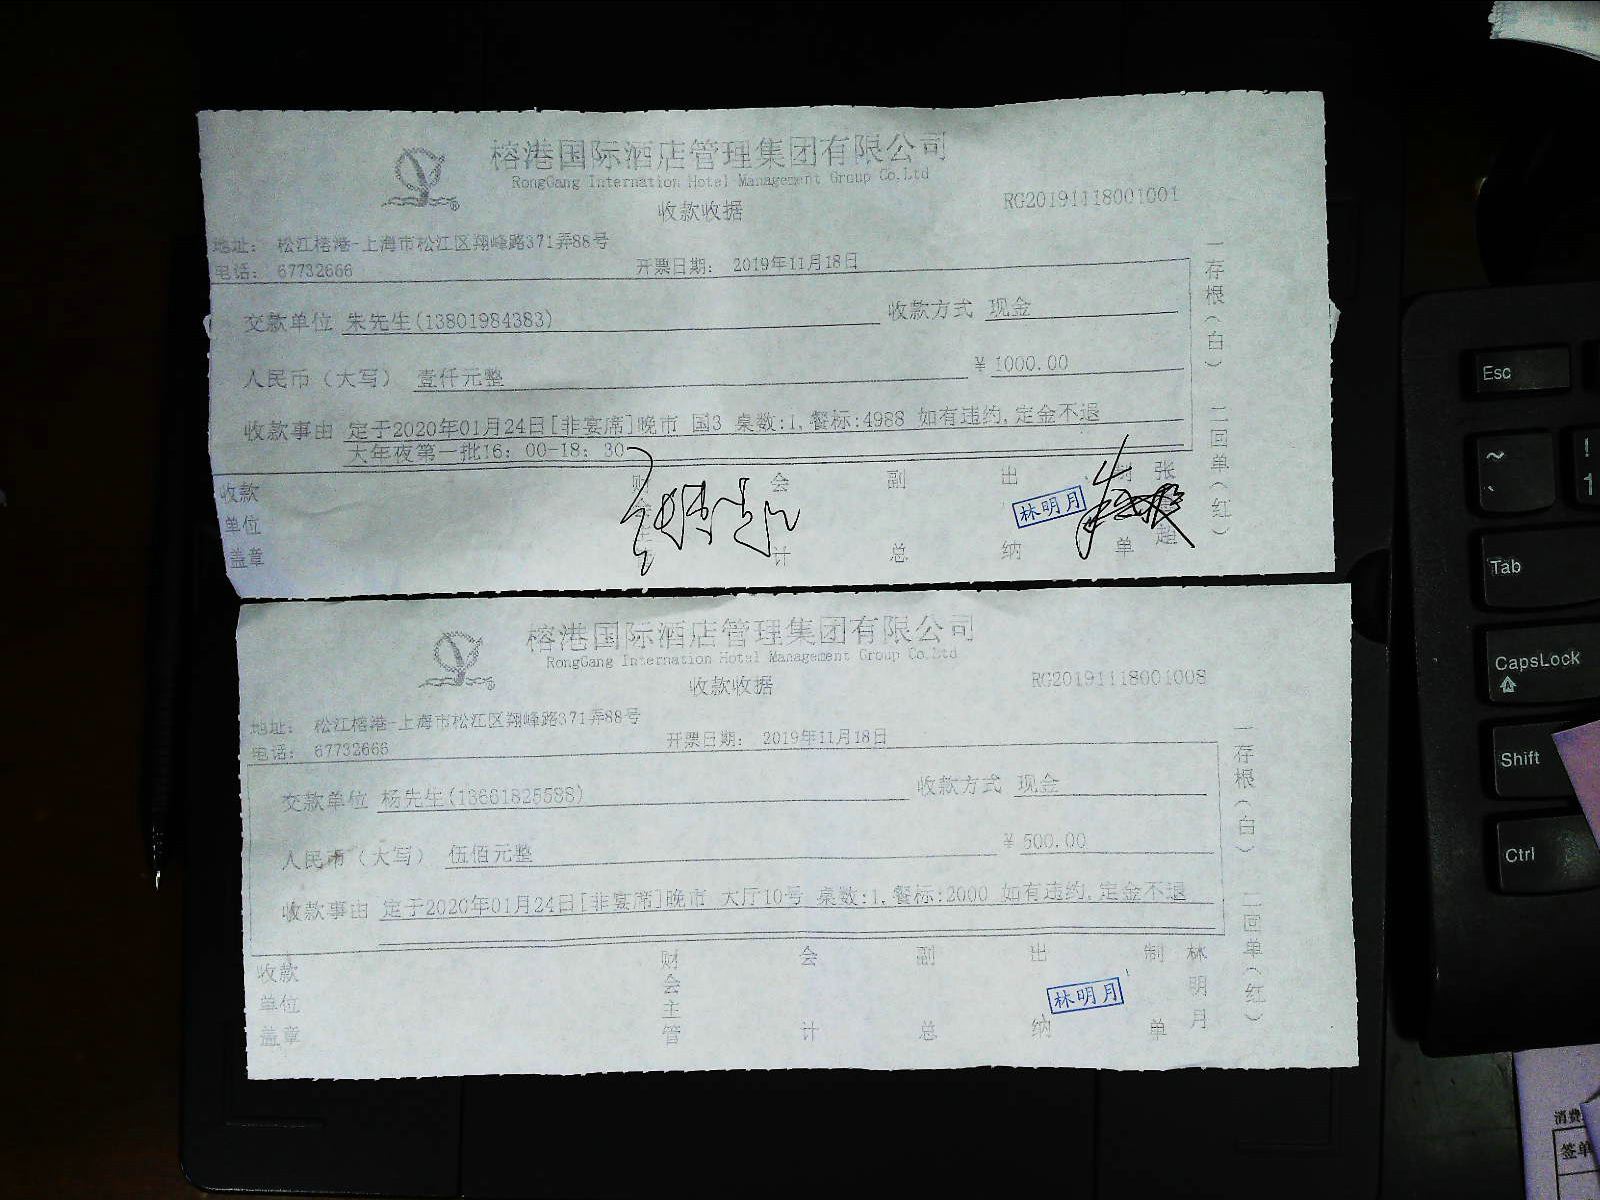 榕港国际酒店管理集团有限公司
RongGang Internation Hotel Management Group Co.Ltd
收款收据
RG20191118001001
地址: 松江榕港-上海市松江区翔峰路371弄88号
电话: 67732666
开票日期: 2019年11月18日
交款单位 朱先生(13801984383)
收款方式 现金
人民币(大写) 壹仟元整
¥ 1000.00
收款事由 定于2020年01月24日[非宴席]晚市 国3 桌数:1,餐标:4988 如有违约,定金不退
大年夜第一批16: 00-18: 30
收款单位盖章
会计
副总
出纳
林明月
制单
一存根(白) 二回单(红)
榕港国际酒店管理集团有限公司
RongGang Internation Hotel Management Group Co.Ltd
收款收据
RG20191118001008
地址: 松江榕港-上海市松江区翔峰路371弄88号
电话: 67732666
开票日期: 2019年11月18日
交款单位 杨先生(13661825588)
收款方式 现金
人民币(大写) 伍佰元整
¥ 500.00
收款事由 定于2020年01月24日[非宴席]晚市 大厅10号 桌数:1,餐标:2000 如有违约,定金不退
收款单位盖章
财会主管
会计
副总
出纳
林明月
制单
林明月
一存根(白) 二回单(红)
Esc
~
`
!
1
Tab
CapsLock
Shift
Ctrl
消费
签单